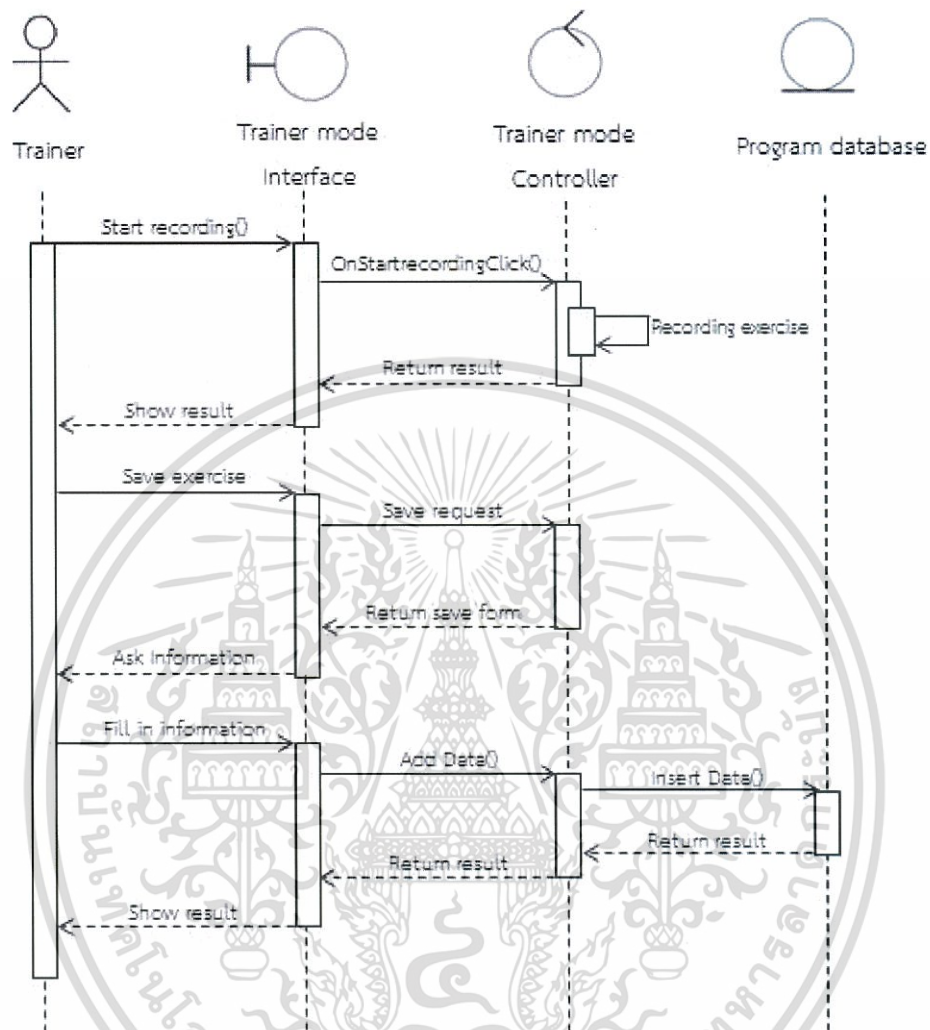 Trainer
Trainer mode
Interface
Trainer mode
Controller
Program database
Start recording()
OnStartrecordingClick()
Recording exercise
Return result
Show result
Save exercise
Save request
Return save form
Ask Information
Fill in information
Add Data()
Insert Data()
Return result
Return result
Show result